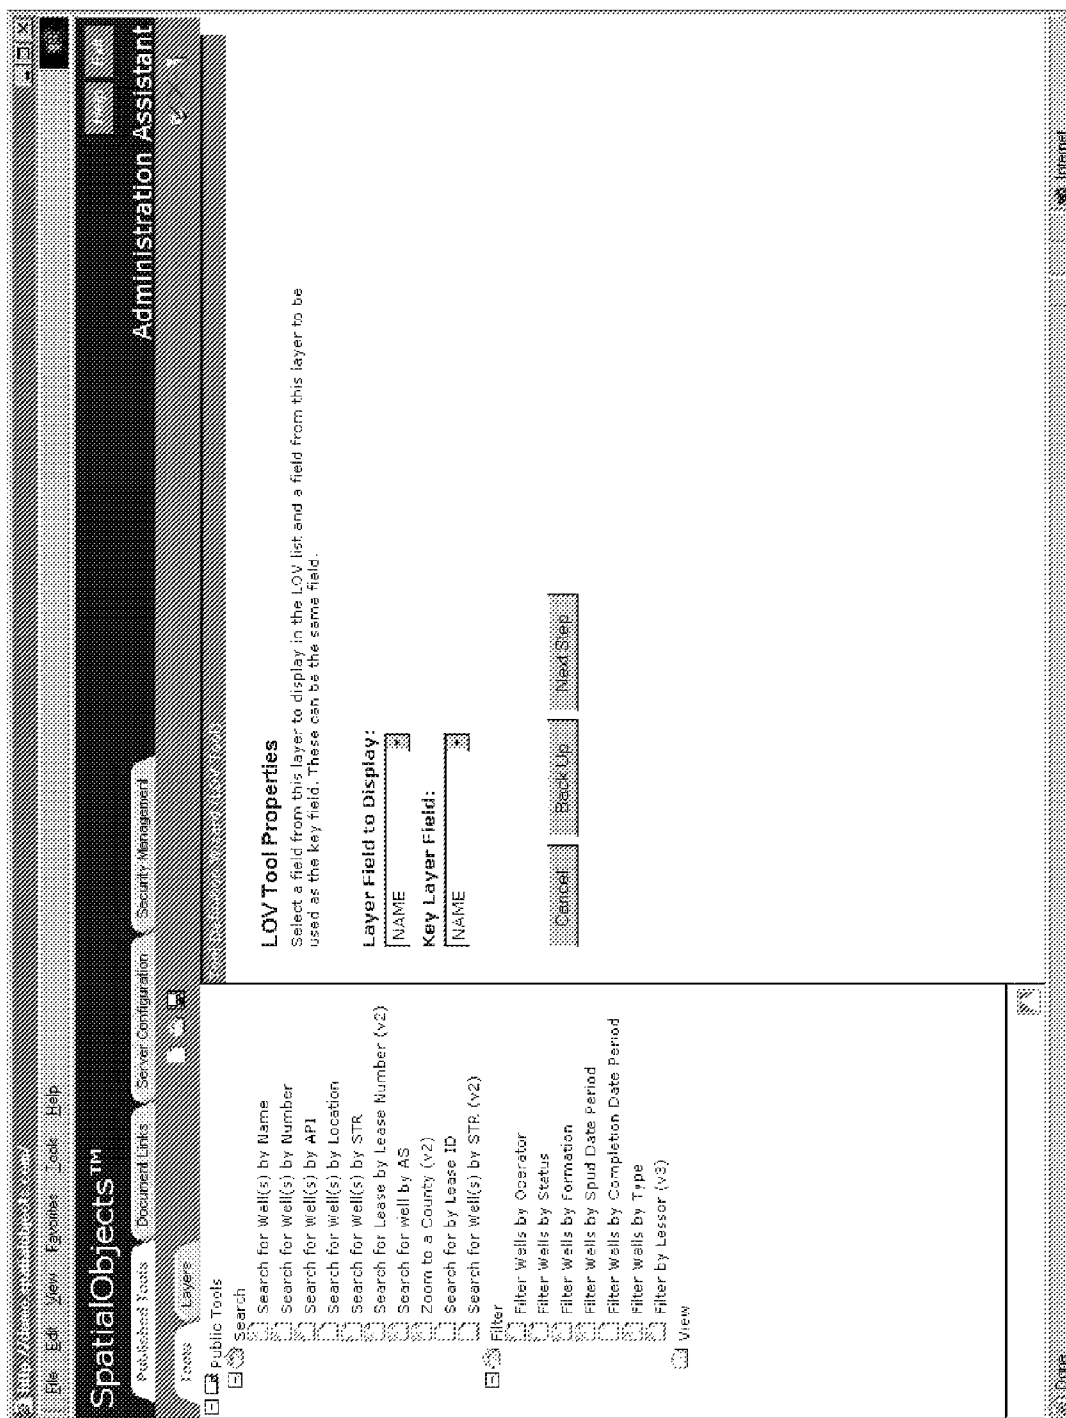 File Edit View Favorites Tools Help
SpatialObjects™
Help Exit
Administration Assistant
Published Tools Document Links Server Configuration Security Management
Tools Layers
Public Tools
Search
Search for Well(s) by Name
Search for Well(s) by Number
Search for Well(s) by API
Search for Well(s) by Location
Search for Well(s) by STR
Search for Lease by Lease Number (v2)
Search for well by AS
Zoom to a County (v2)
Search for by Lease ID
Search for Well(s) by STR (v2)
Filter
Filter Wells by Operator
Filter Wells by Status
Filter Wells by Formation
Filter Wells by Spud Date Period
Filter Wells by Completion Date Period
Filter Wells by Type
Filter by Lessor (v3)
View
LOV Tool Properties
Select a field from this layer to display in the LOV list and a field from this layer to be
used as the key field. These can be the same field.
Layer Field to Display:
NAME
Key Layer Field:
NAME
Cancel Back Up Next Step
Done Internet